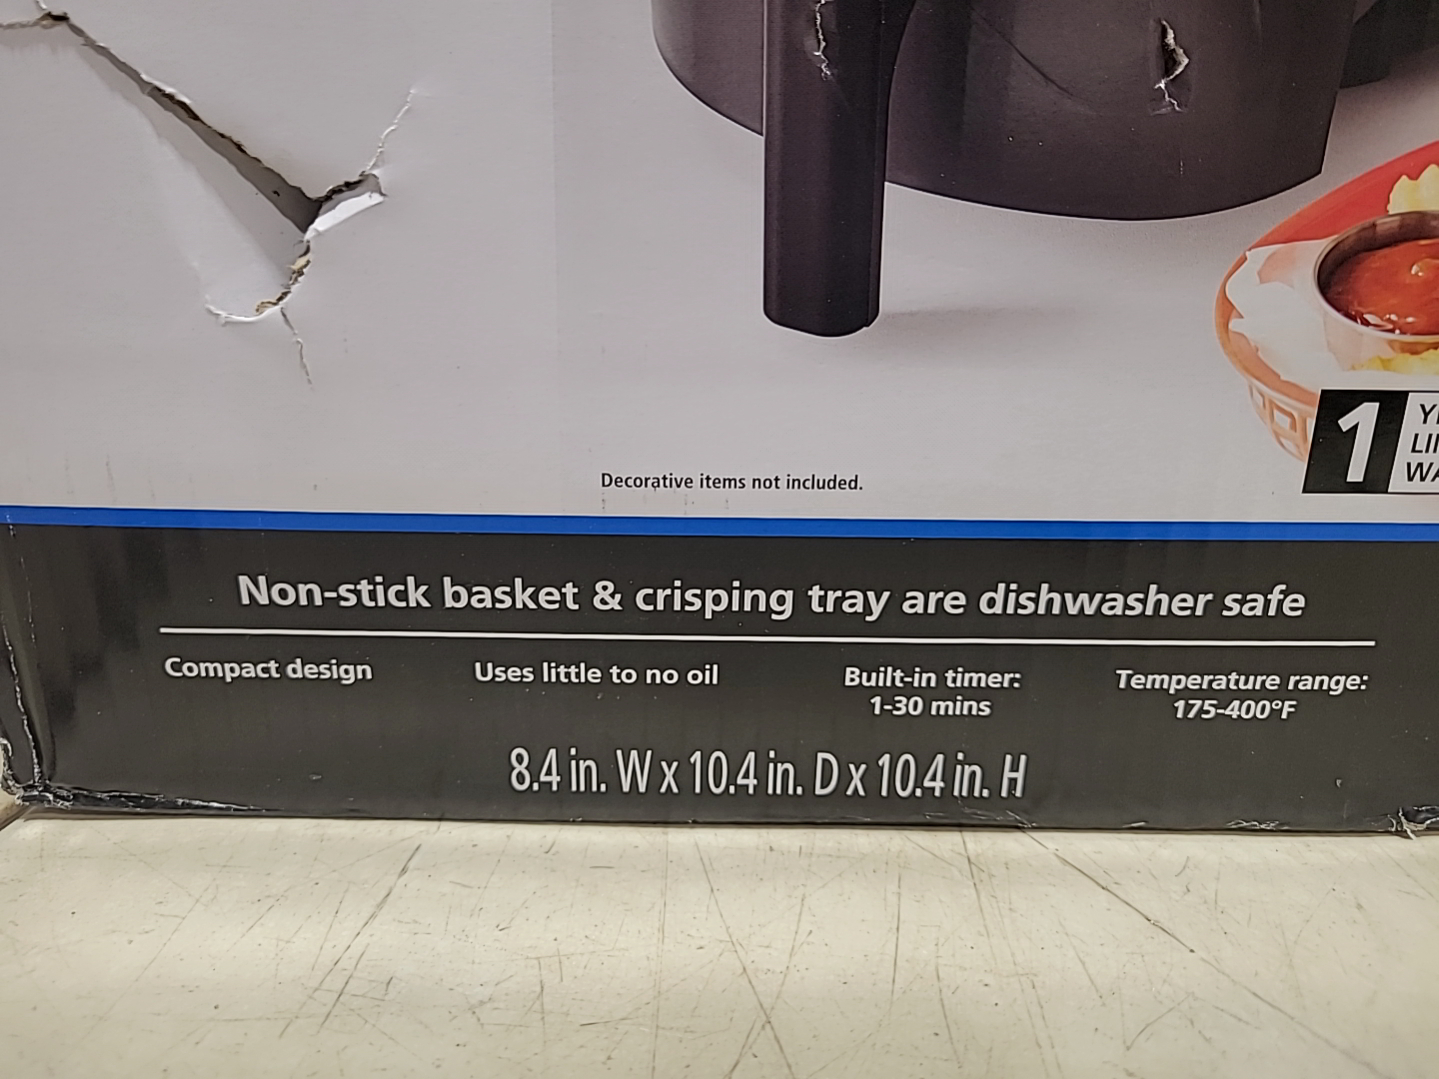 Decorative items not included.
1
Non-stick basket & crisping tray are dishwasher safe
Compact design
Uses little to no oil
Built-in timer:
1-30 mins
Temperature range:
175-400°F
8.4 in. W x 10.4 in. D x 10.4 in. H